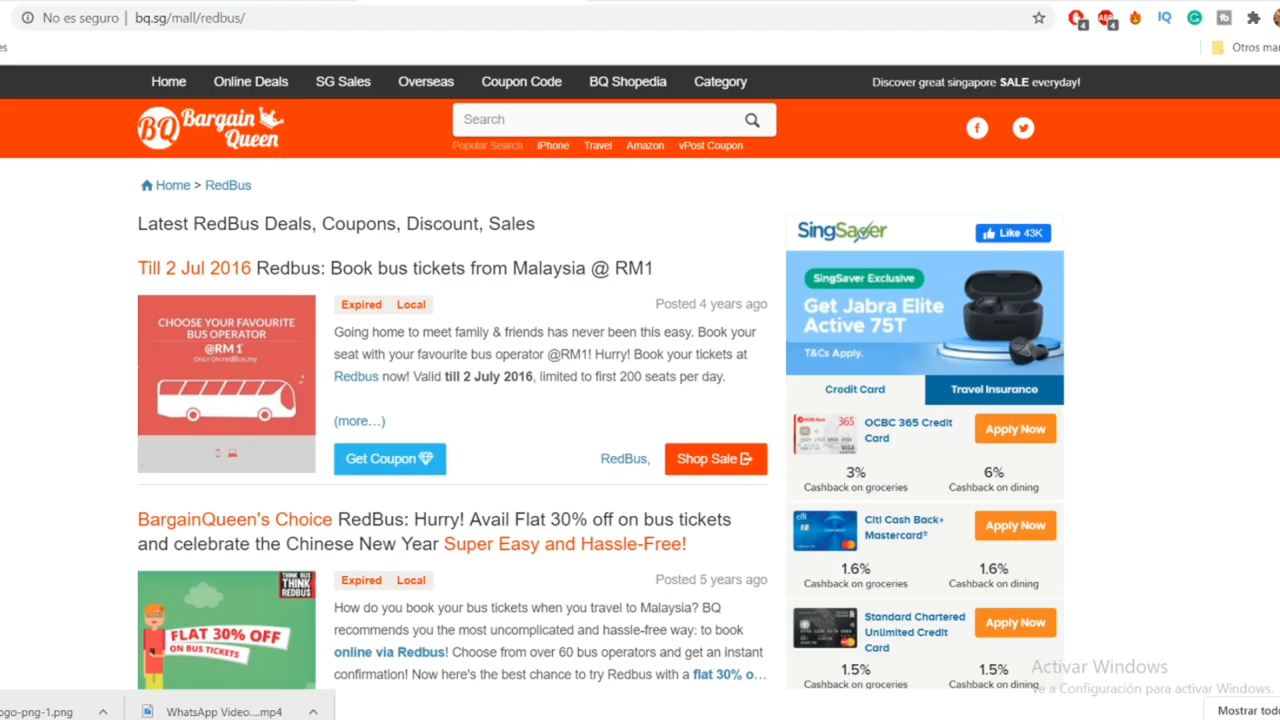 No es seguro | bq.sg/mall/redbus/
4
ABP
4
IQ
es
Otros mar
Home Online Deals SG Sales Overseas Coupon Code BQ Shopedia Category
Discover great singapore SALE everyday!
BQ Bargain Queen
Search
Popular Search iPhone Travel Amazon vPost Coupon
Home > RedBus
Latest RedBus Deals, Coupons, Discount, Sales
Till 2 Jul 2016 Redbus: Book bus tickets from Malaysia @ RM1
CHOOSE YOUR FAVOURITE
BUS OPERATOR
@RM1
ONLY ON redBus.my
Expired Local
Posted 4 years ago
Going home to meet family & friends has never been this easy. Book your
seat with your favourite bus operator @RM1! Hurry! Book your tickets at
Redbus now! Valid till 2 July 2016, limited to first 200 seats per day.
(more…)
Get Coupon
RedBus,
Shop Sale
BargainQueen's Choice RedBus: Hurry! Avail Flat 30% off on bus tickets
and celebrate the Chinese New Year Super Easy and Hassle-Free!
THINK BUS
THINK
REDBUS
FLAT 30% OFF
ON BUS TICKETS
Expired Local
Posted 5 years ago
How do you book your bus tickets when you travel to Malaysia? BQ
recommends you the most uncomplicated and hassle-free way: to book
online via Redbus! Choose from over 60 bus operators and get an instant
confirmation! Now here's the best chance to try Redbus with a flat 30% o…
SingSaver
Like 43K
SingSaver Exclusive
Get Jabra Elite
Active 75T
T&Cs Apply.
Credit Card
Travel Insurance
OCBC 365 Credit
Card
Apply Now
3%
Cashback on groceries
6%
Cashback on dining
Citi Cash Back+
Mastercard®
Apply Now
1.6%
Cashback on groceries
1.6%
Cashback on dining
Standard Chartered
Unlimited Credit
Card
Apply Now
1.5%
Cashback on groceries
1.5%
Cashback on dining
Activar Windows
Ve a Configuración para activar Windows.
ogo-png-1.png
WhatsApp Video....mp4
Mostrar todo